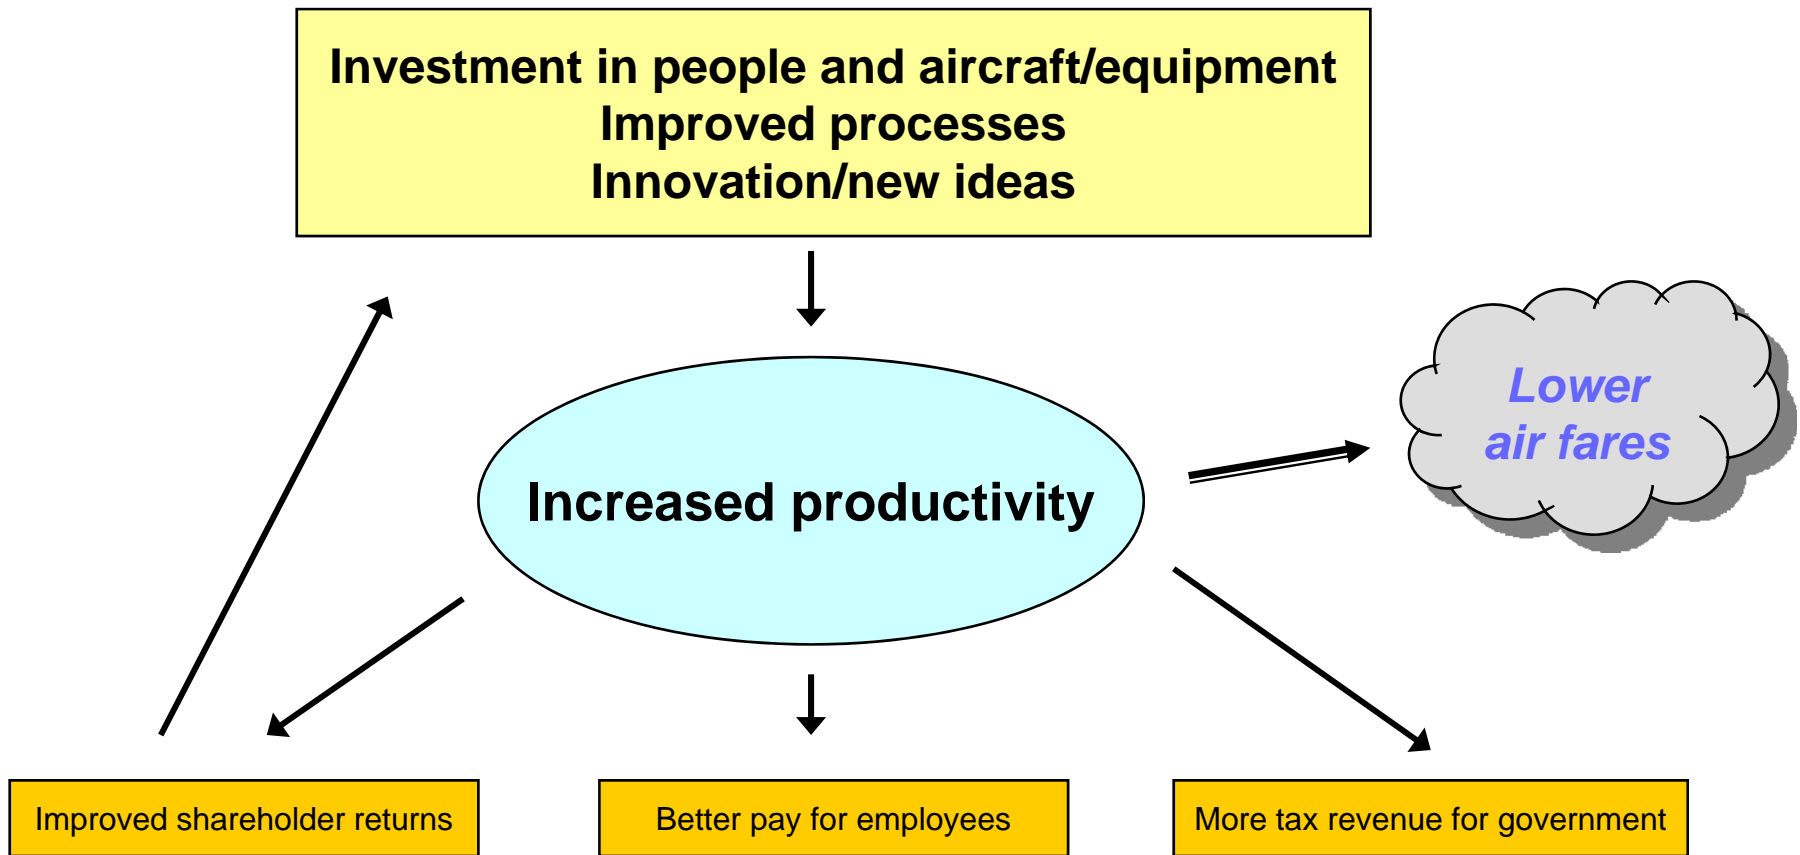 Investment in people and aircraft/equipment
Improved processes
Innovation/new ideas
Lower
air fares
Increased productivity
Improved shareholder returns
Better pay for employees
More tax revenue for government